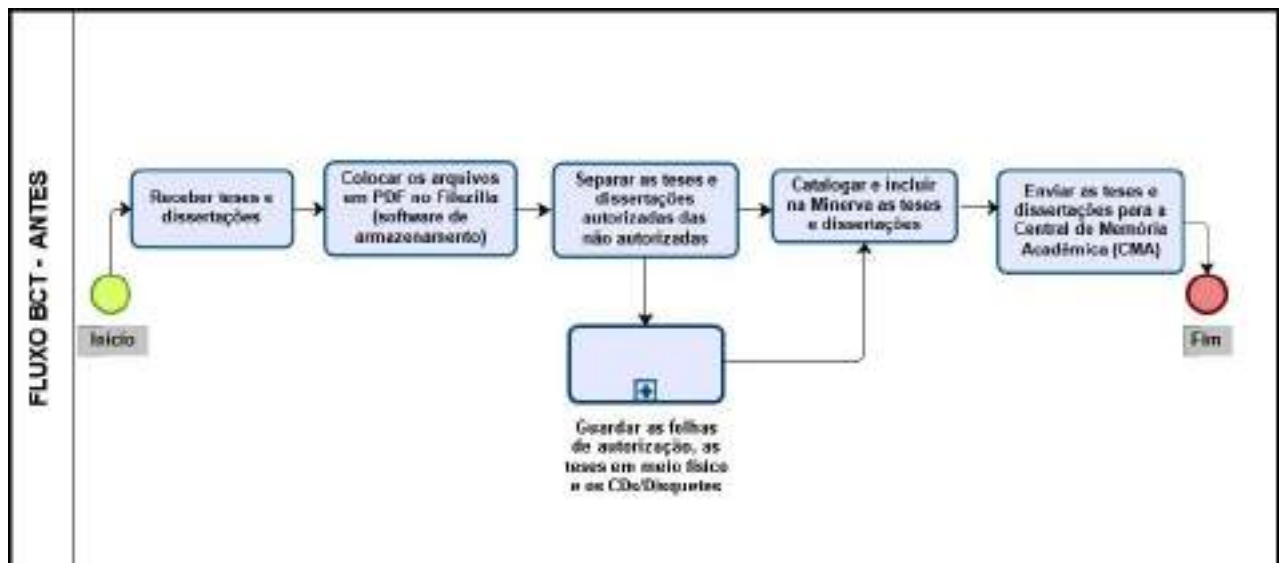 FLUXO BCT - ANTES
Início
Receber teses e
dissertações
Colocar os arquivos
em PDF no Filezilla
(software de
armazenamento)
Separar as teses e
dissertações
autorizadas das
não autorizadas
Guardar as folhas
de autorização, as
teses em meio físico
e os CDs/Disquetes
Catalogar e incluir
na Minerva as teses
e dissertações
Enviar as teses e
dissertações para a
Central de Memória
Acadêmica (CMA)
Fim